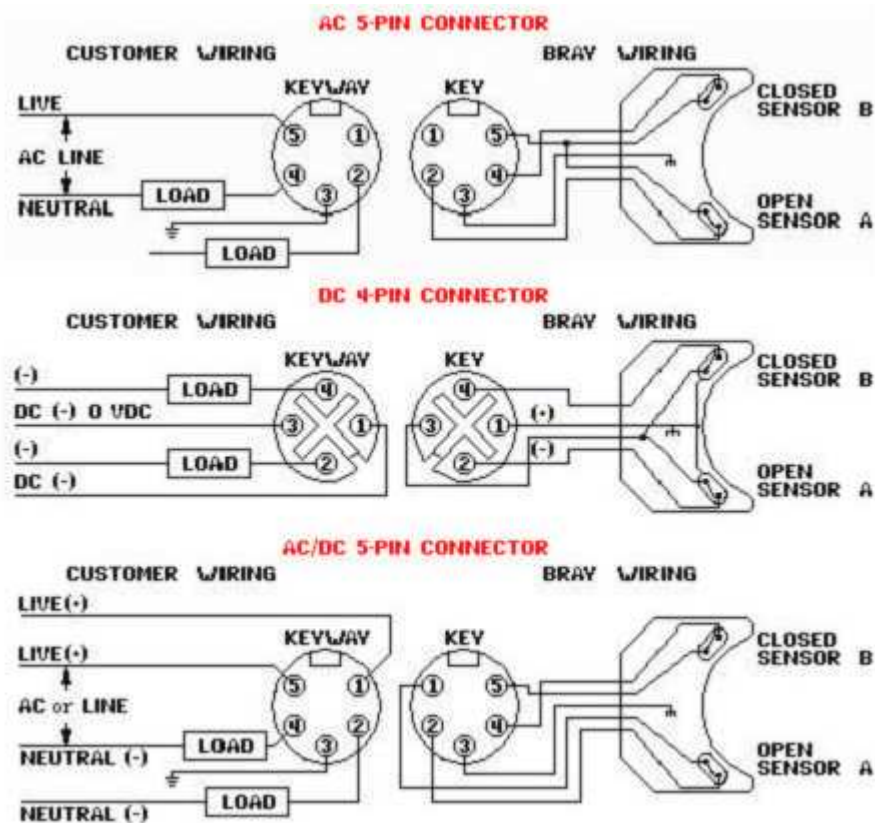 AC 5-PIN CONNECTOR
CUSTOMER WIRING
BRAY WIRING
KEYWAY
KEY
LIVE
AC LINE
NEUTRAL
LOAD
LOAD
5 1
4 2
3
1 5
2 4
3
CLOSED
SENSOR B
OPEN
SENSOR A
DC 4-PIN CONNECTOR
CUSTOMER WIRING
BRAY WIRING
KEYWAY
KEY
(-)
LOAD
DC (-) 0 VDC
(-)
LOAD
DC (-)
4
3 1
2
4
3 1
2
(+)
(-)
CLOSED
SENSOR B
OPEN
SENSOR A
AC/DC 5-PIN CONNECTOR
CUSTOMER WIRING
BRAY WIRING
LIVE(+)
KEYWAY
KEY
LIVE(+)
AC or LINE
LOAD
NEUTRAL (-)
LOAD
NEUTRAL (-)
5 1
4 2
3
1 5
2 4
3
CLOSED
SENSOR B
OPEN
SENSOR A